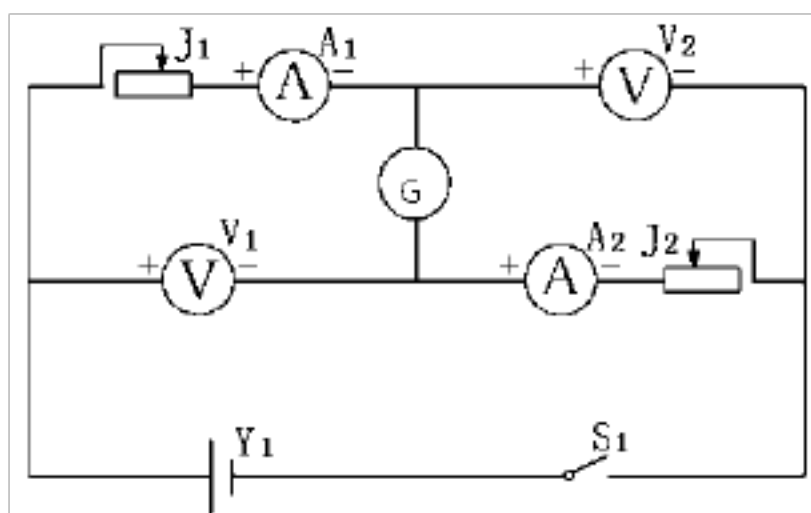 J1 A1 V2
+ Λ − + V −
G
V1 A2 J2
+ V − + A −
Y1 S1